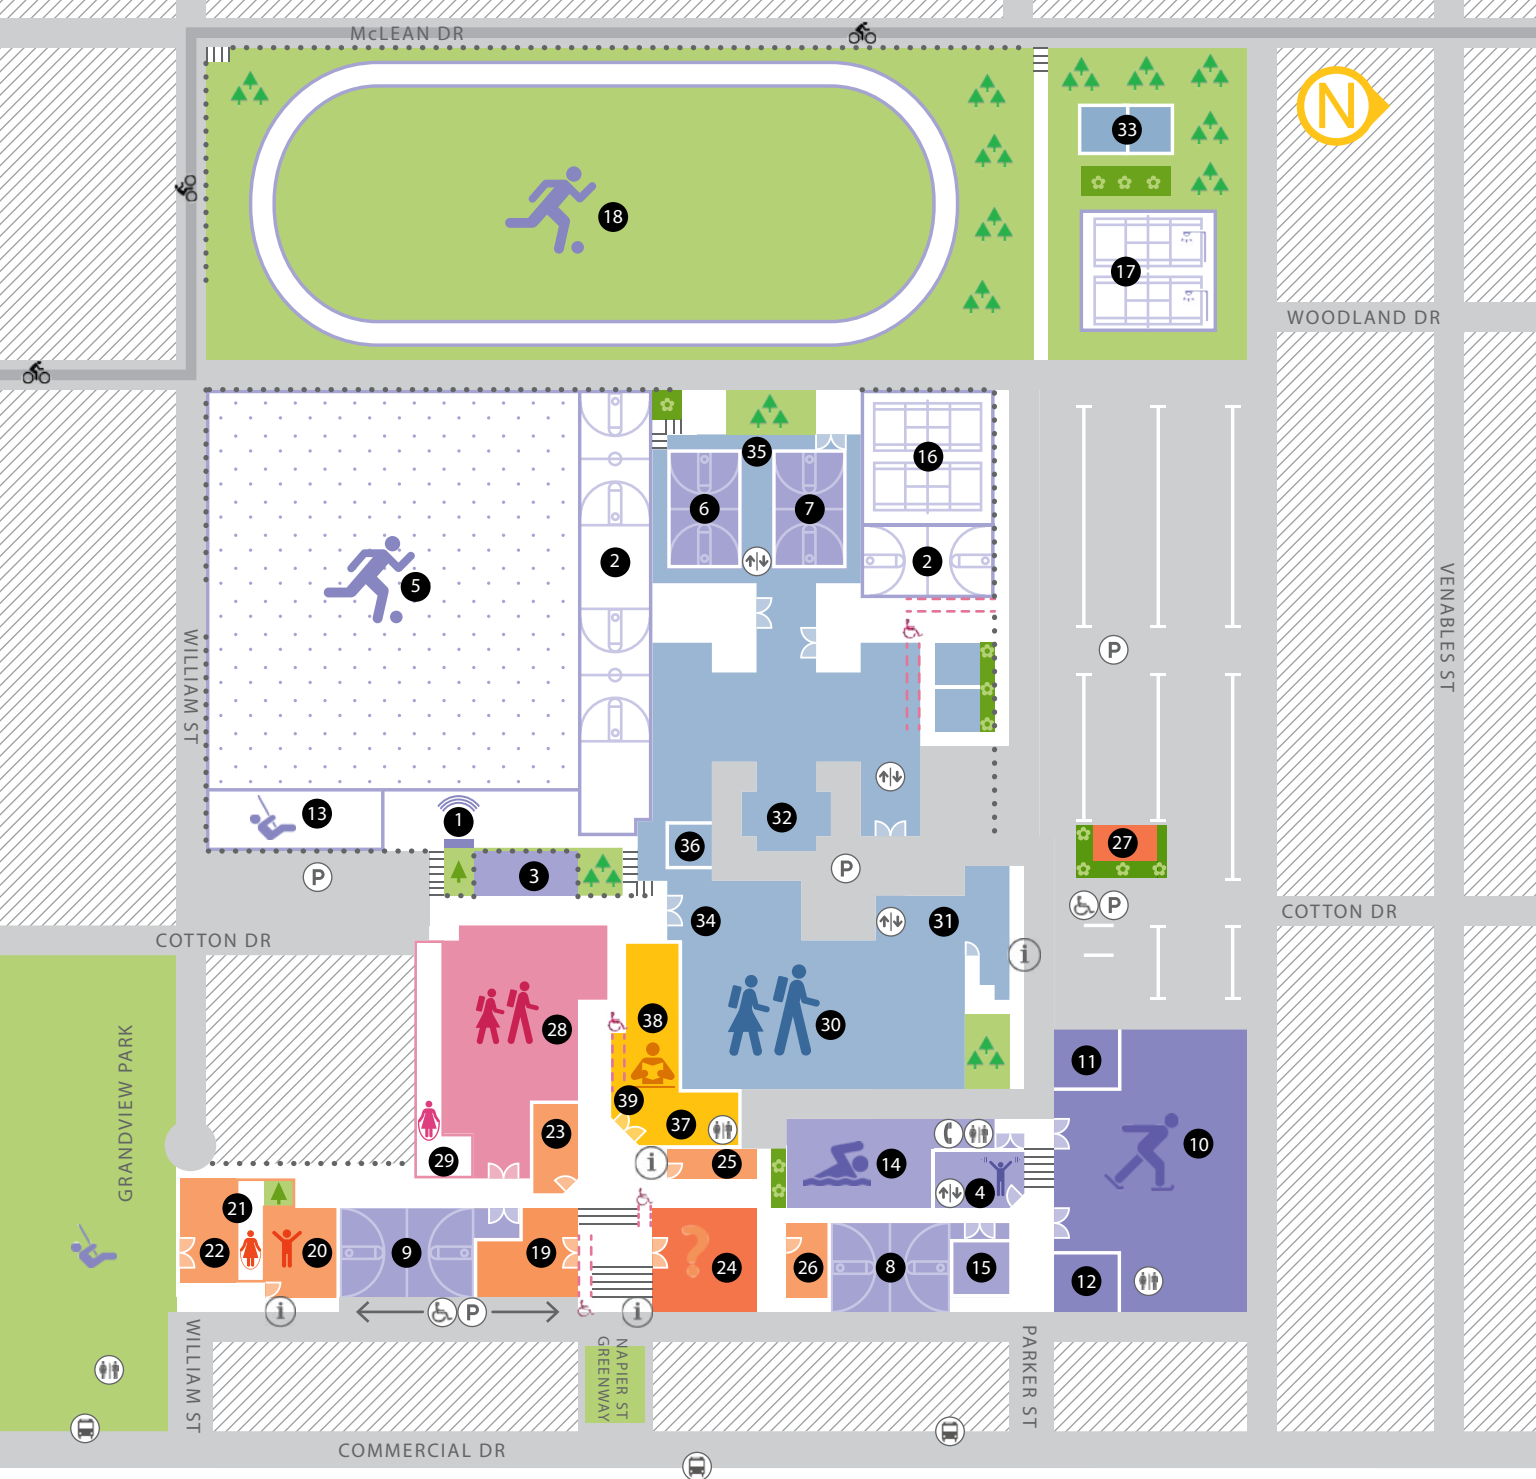 McLEAN DR
N
33
18
17
WOODLAND DR
35
16
6
7
2
2
5
VENABLES ST
WILLIAM ST
P
13
1
32
27
36
3
P
P
P
34
31
COTTON DR
COTTON DR
i
38
30
28
11
GRANDVIEW PARK
39
37
23
10
29
i
25
14
4
21
22
20
9
19
24
26
8
15
12
i
P
i
WILLIAM ST
NAPIER ST
GREENWAY
PARKER ST
COMMERCIAL DR
?